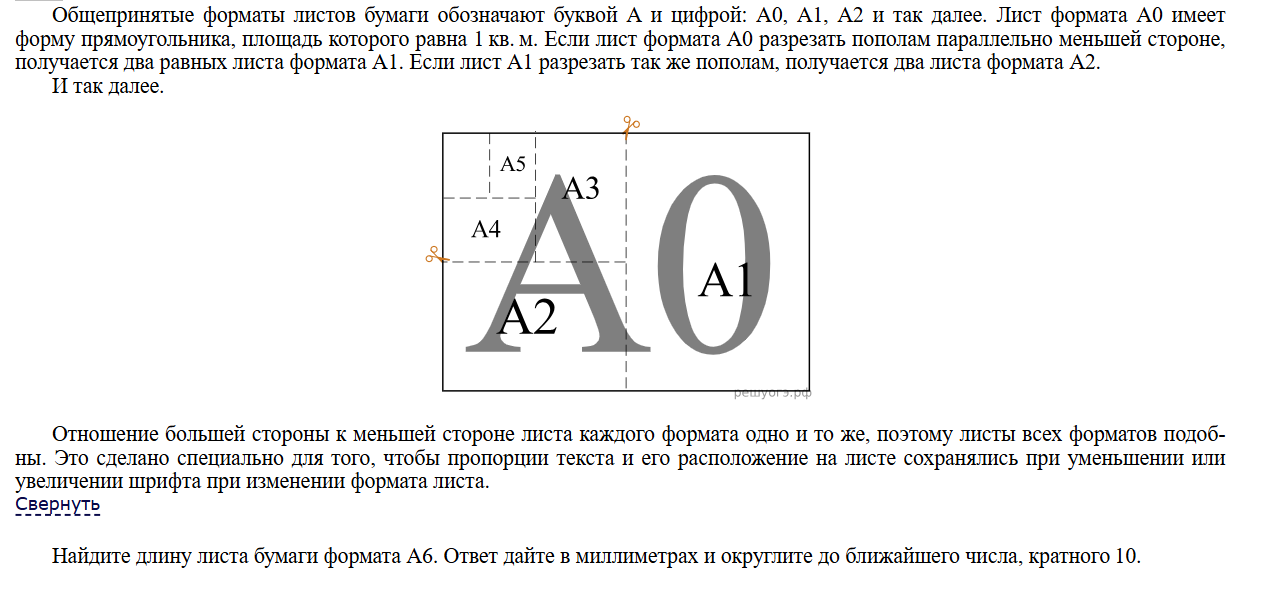 Общепринятые форматы листов бумаги обозначают буквой А и цифрой: А0, А1, А2 и так далее. Лист формата А0 имеет
форму прямоугольника, площадь которого равна 1 кв. м. Если лист формата А0 разрезать пополам параллельно меньшей стороне,
получается два равных листа формата А1. Если лист А1 разрезать так же пополам, получается два листа формата А2.
И так далее.
А5
А3
А4
А0
А1
А2
решуогэ.рф
Отношение большей стороны к меньшей стороне листа каждого формата одно и то же, поэтому листы всех форматов подоб-
ны. Это сделано специально для того, чтобы пропорции текста и его расположение на листе сохранялись при уменьшении или
увеличении шрифта при изменении формата листа.
Свернуть
Найдите длину листа бумаги формата А6. Ответ дайте в миллиметрах и округлите до ближайшего числа, кратного 10.